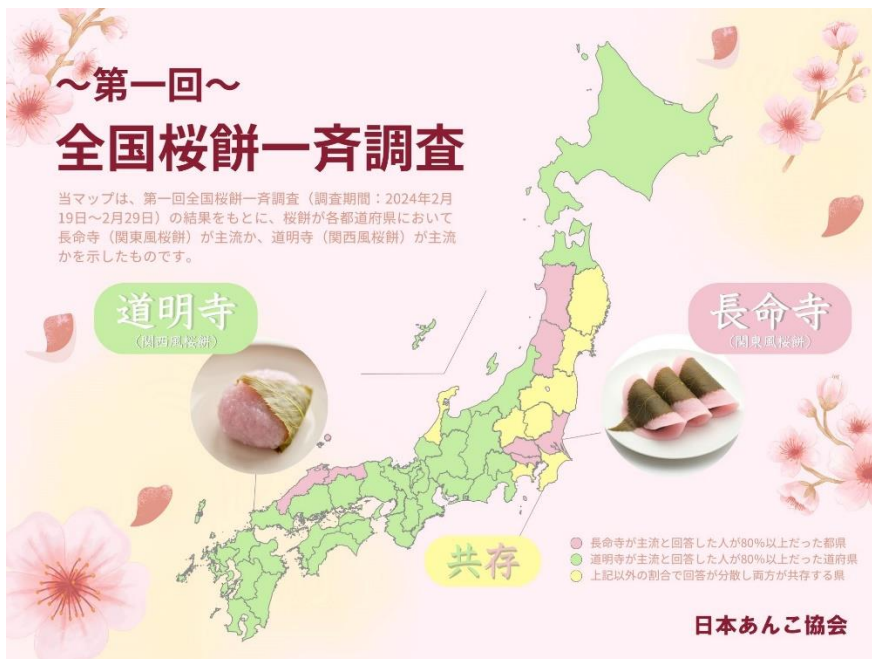 ～第一回～
全国桜餅一斉調査
当マップは、第一回全国桜餅一斉調査（調査期間：2024年2月
19日～2月29日）の結果をもとに、桜餅が各都道府県において
長命寺（関東風桜餅）が主流か、道明寺（関西風桜餅）が主流
かを示したものです。
道明寺
（関西風桜餅）
長命寺
（関東風桜餅）
共存
長命寺が主流と回答した人が80%以上だった都県
道明寺が主流と回答した人が80%以上だった道府県
上記以外の割合で回答が分散し両方が共存する県
日本あんこ協会